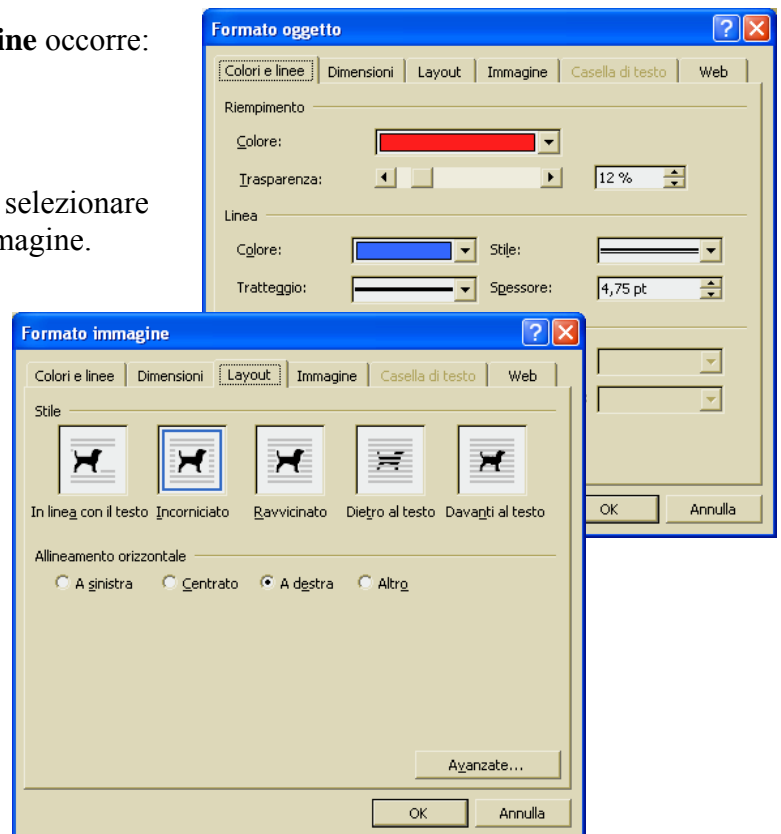 ine occorre:
selezionare
magine.
Formato oggetto
Colori e linee Dimensioni Layout Immagine Casella di testo Web
Riempimento
Colore:
Trasparenza: 12 %
Linea
Colore: Stile:
Tratteggio: Spessore: 4,75 pt
OK Annulla
Formato immagine
Colori e linee Dimensioni Layout Immagine Casella di testo Web
Stile
In linea con il testo Incorniciato Ravvicinato Dietro al testo Davanti al testo
Allineamento orizzontale
A sinistra Centrato A destra Altro
Avanzate...
OK Annulla